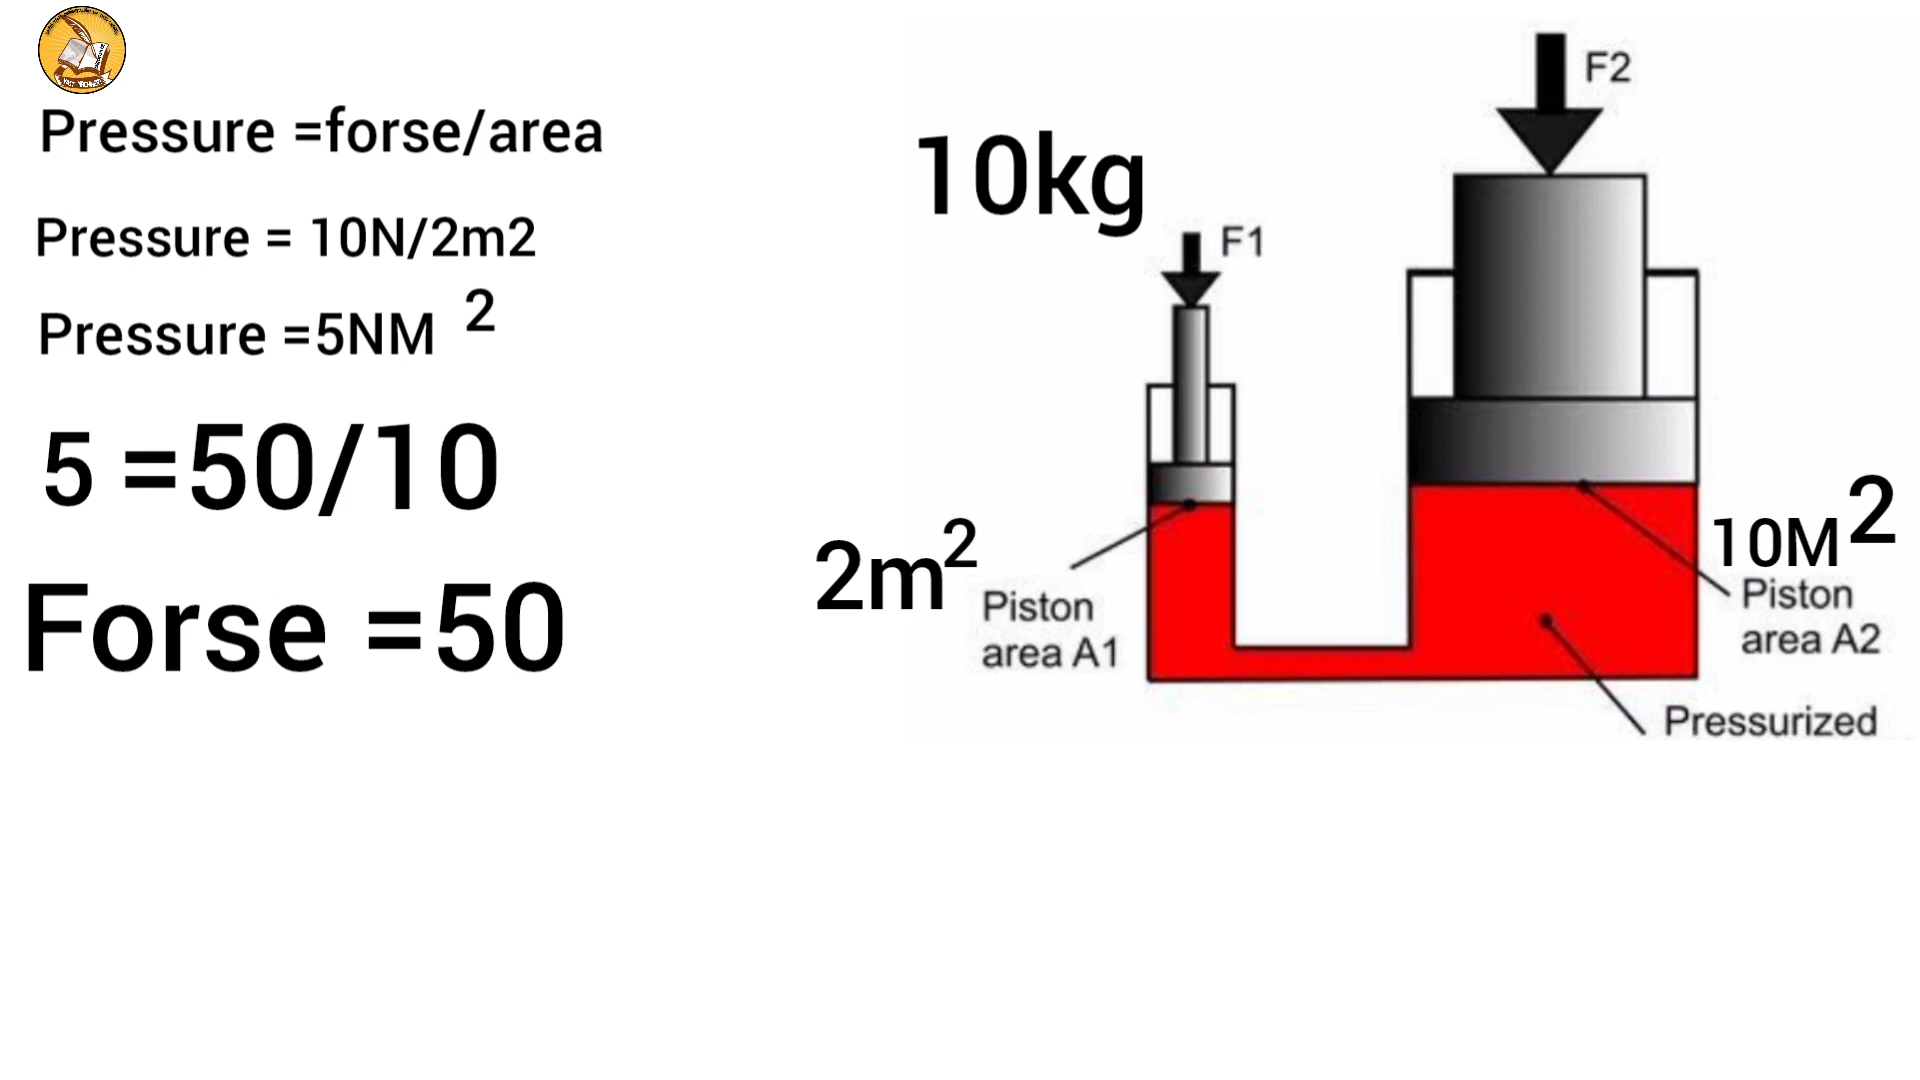 Pressure =forse/area
Pressure = 10N/2m2
Pressure =5NM 2
5 =50/10
Forse =50
F2
10kg
F1
2m2
Piston
area A1
10M2
Piston
area A2
Pressurized